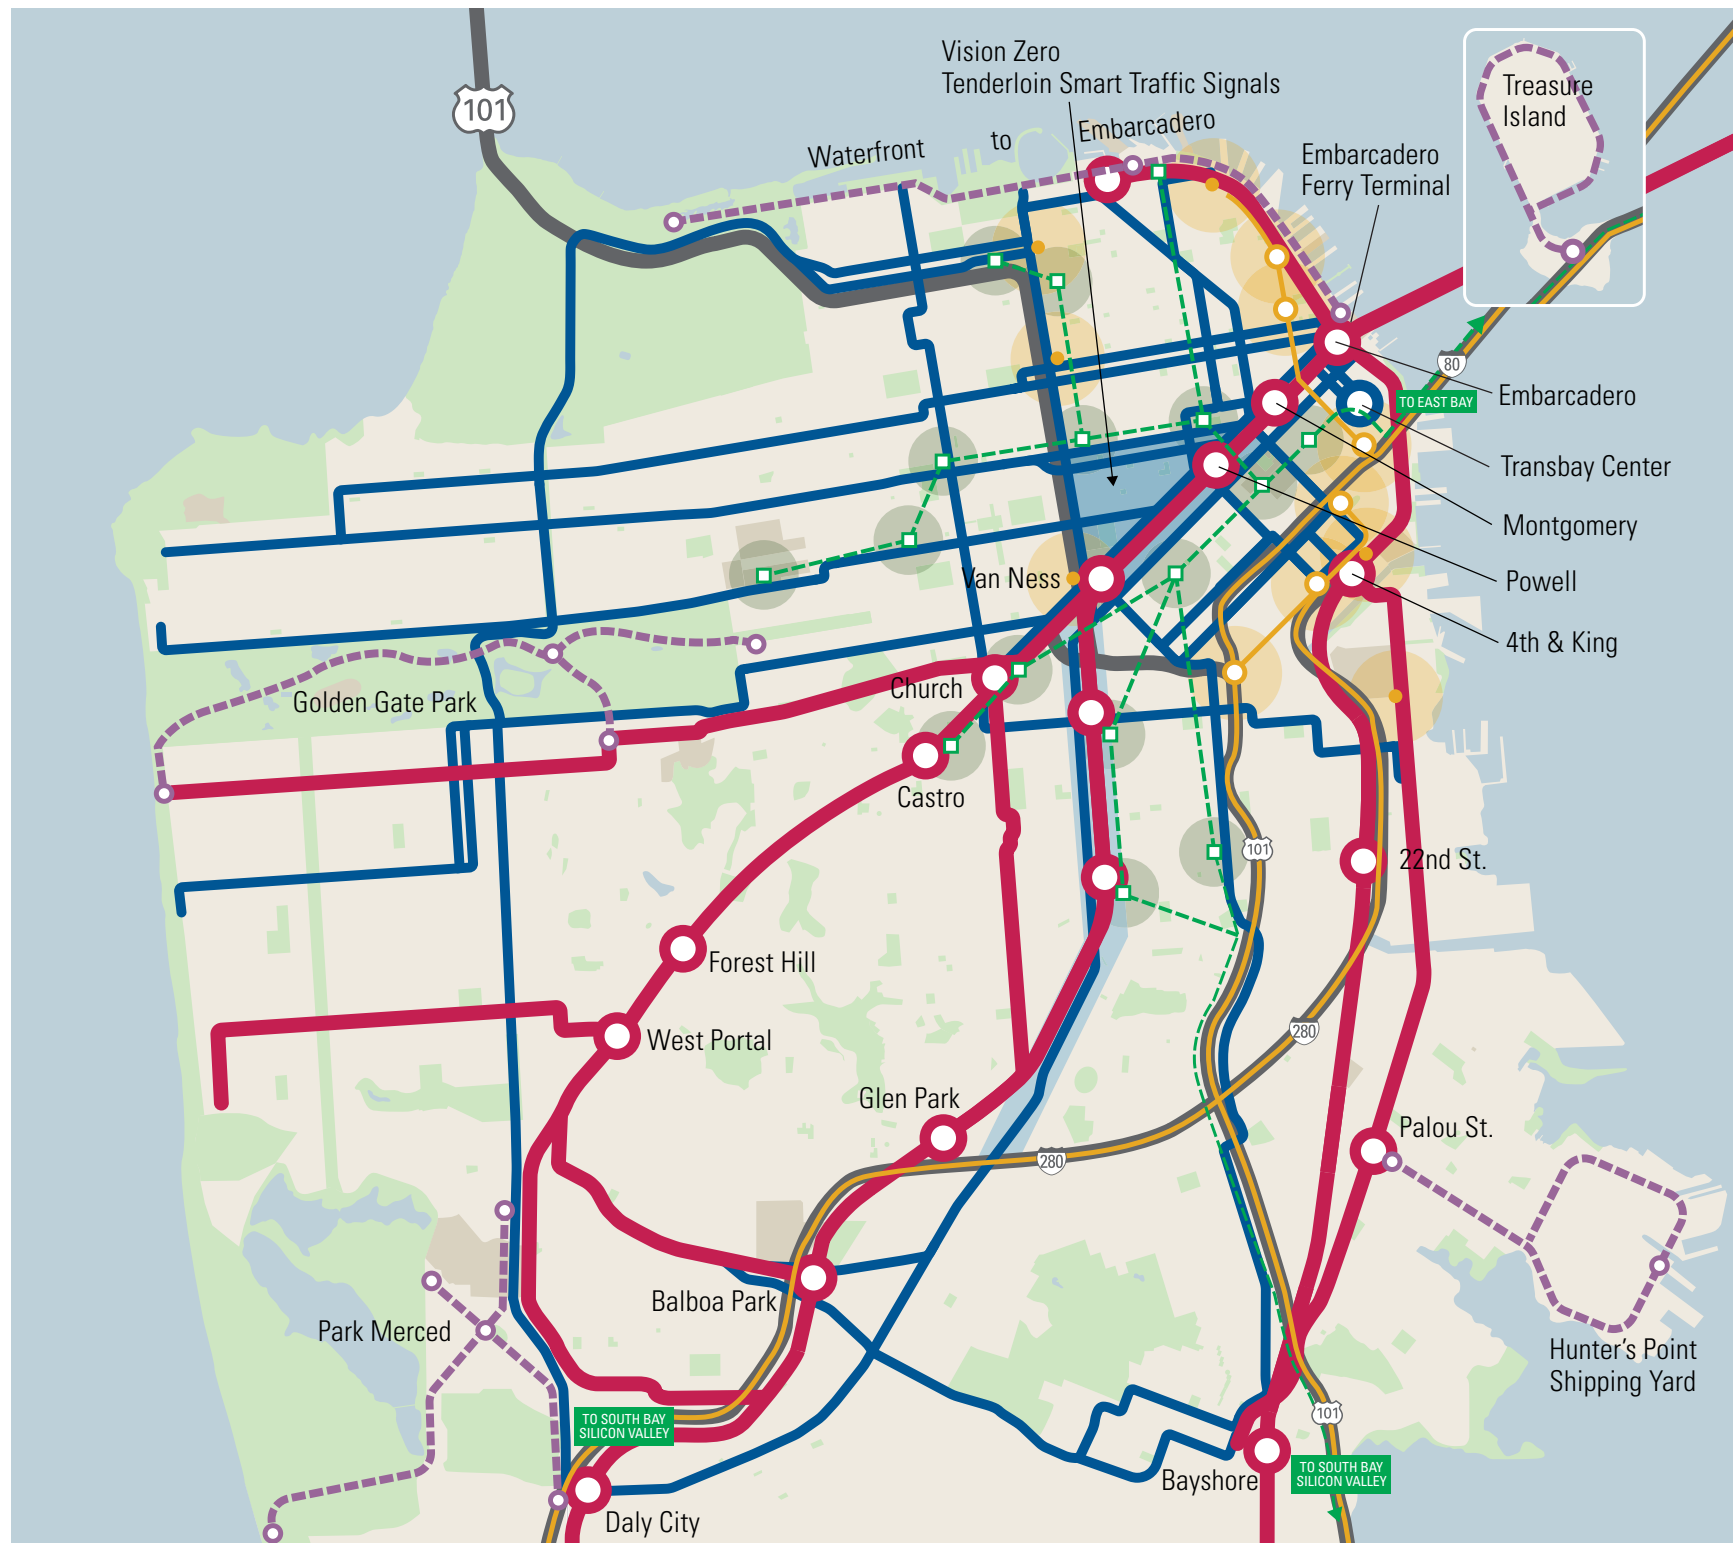 Vision Zero
Tenderloin Smart Traffic Signals
101
Waterfront to Embarcadero
Treasure
Island
Embarcadero
Ferry Terminal
80
TO EAST BAY
Embarcadero
Transbay Center
Montgomery
Powell
4th & King
Van Ness
Church
Golden Gate Park
Castro
101
22nd St.
Forest Hill
West Portal
280
Glen Park
Palou St.
280
Balboa Park
Park Merced
Hunter's Point
Shipping Yard
TO SOUTH BAY
SILICON VALLEY
101
Bayshore
TO SOUTH BAY
SILICON VALLEY
Daly City